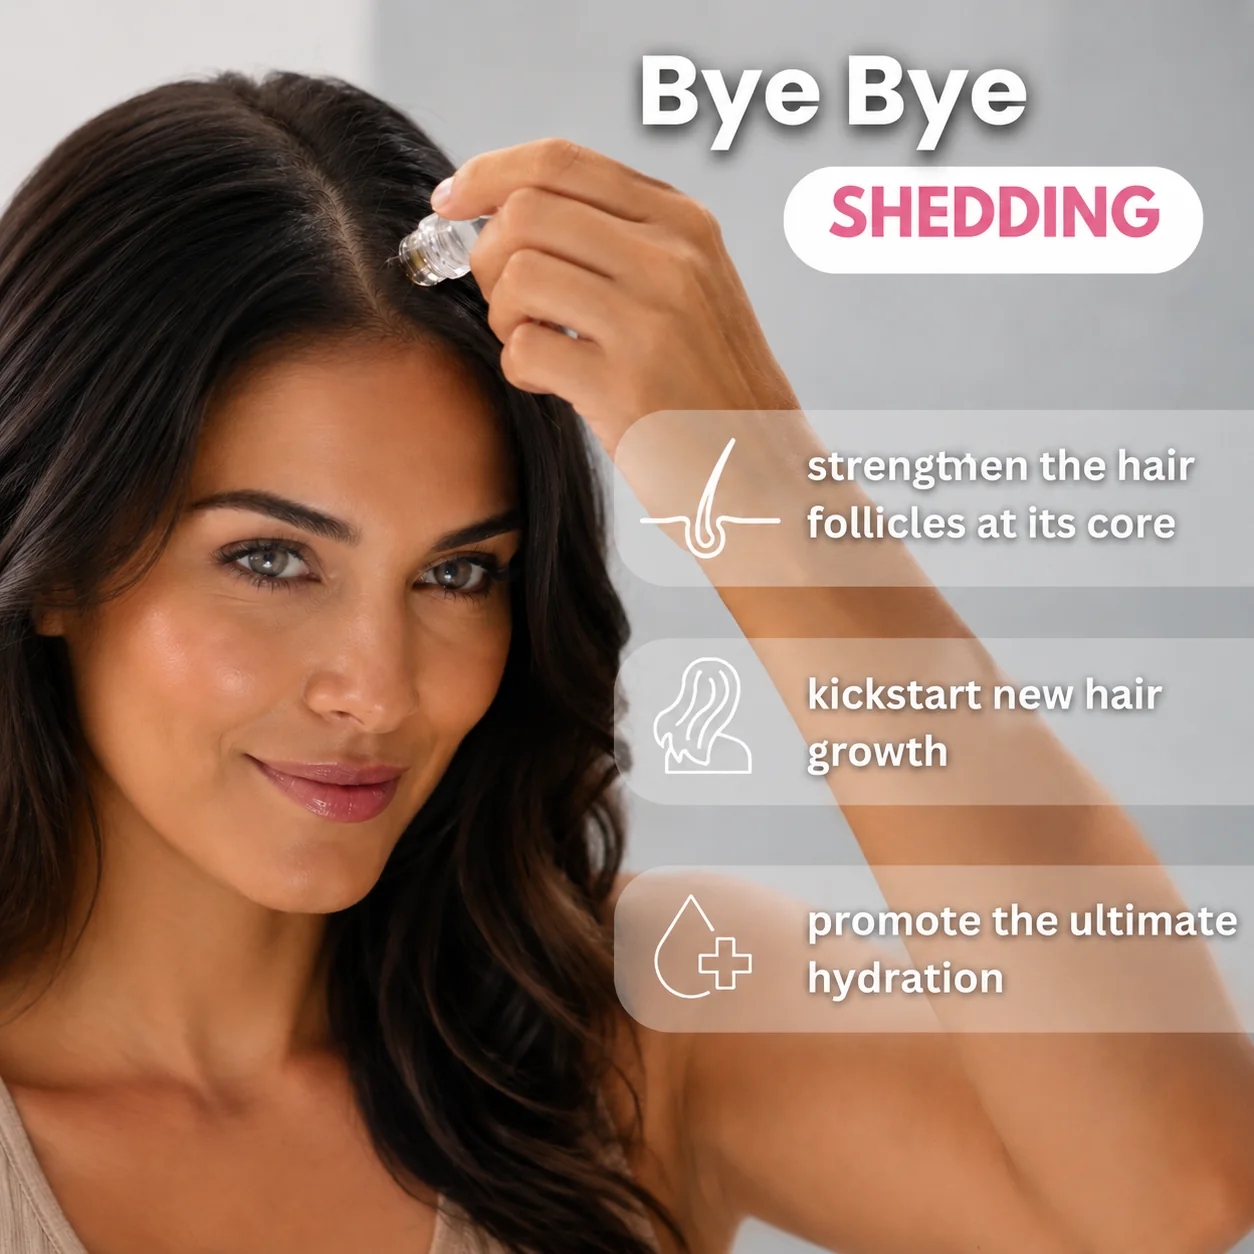 Bye Bye
SHEDDING
strengthen the hair
follicles at its core
kickstart new hair
growth
promote the ultimate
hydration